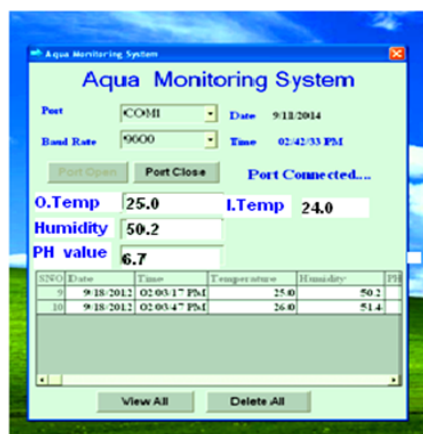 Aqua Monitoring System
Aqua Monitoring System
Port COM1 Date 9/18/2014
Baud Rate 9600 Time 02:42:33 PM
Port Open Port Close Port Connected....
O.Temp 25.0 I.Temp 24.0
Humidity 50.2
PH value 6.7
SNO Date Time Temperature Humidity PH
9 9-18-2012 02:03:17 PM 25.0 50.2
10 9-18-2012 02:03:47 PM 26.0 51.4
View All Delete All